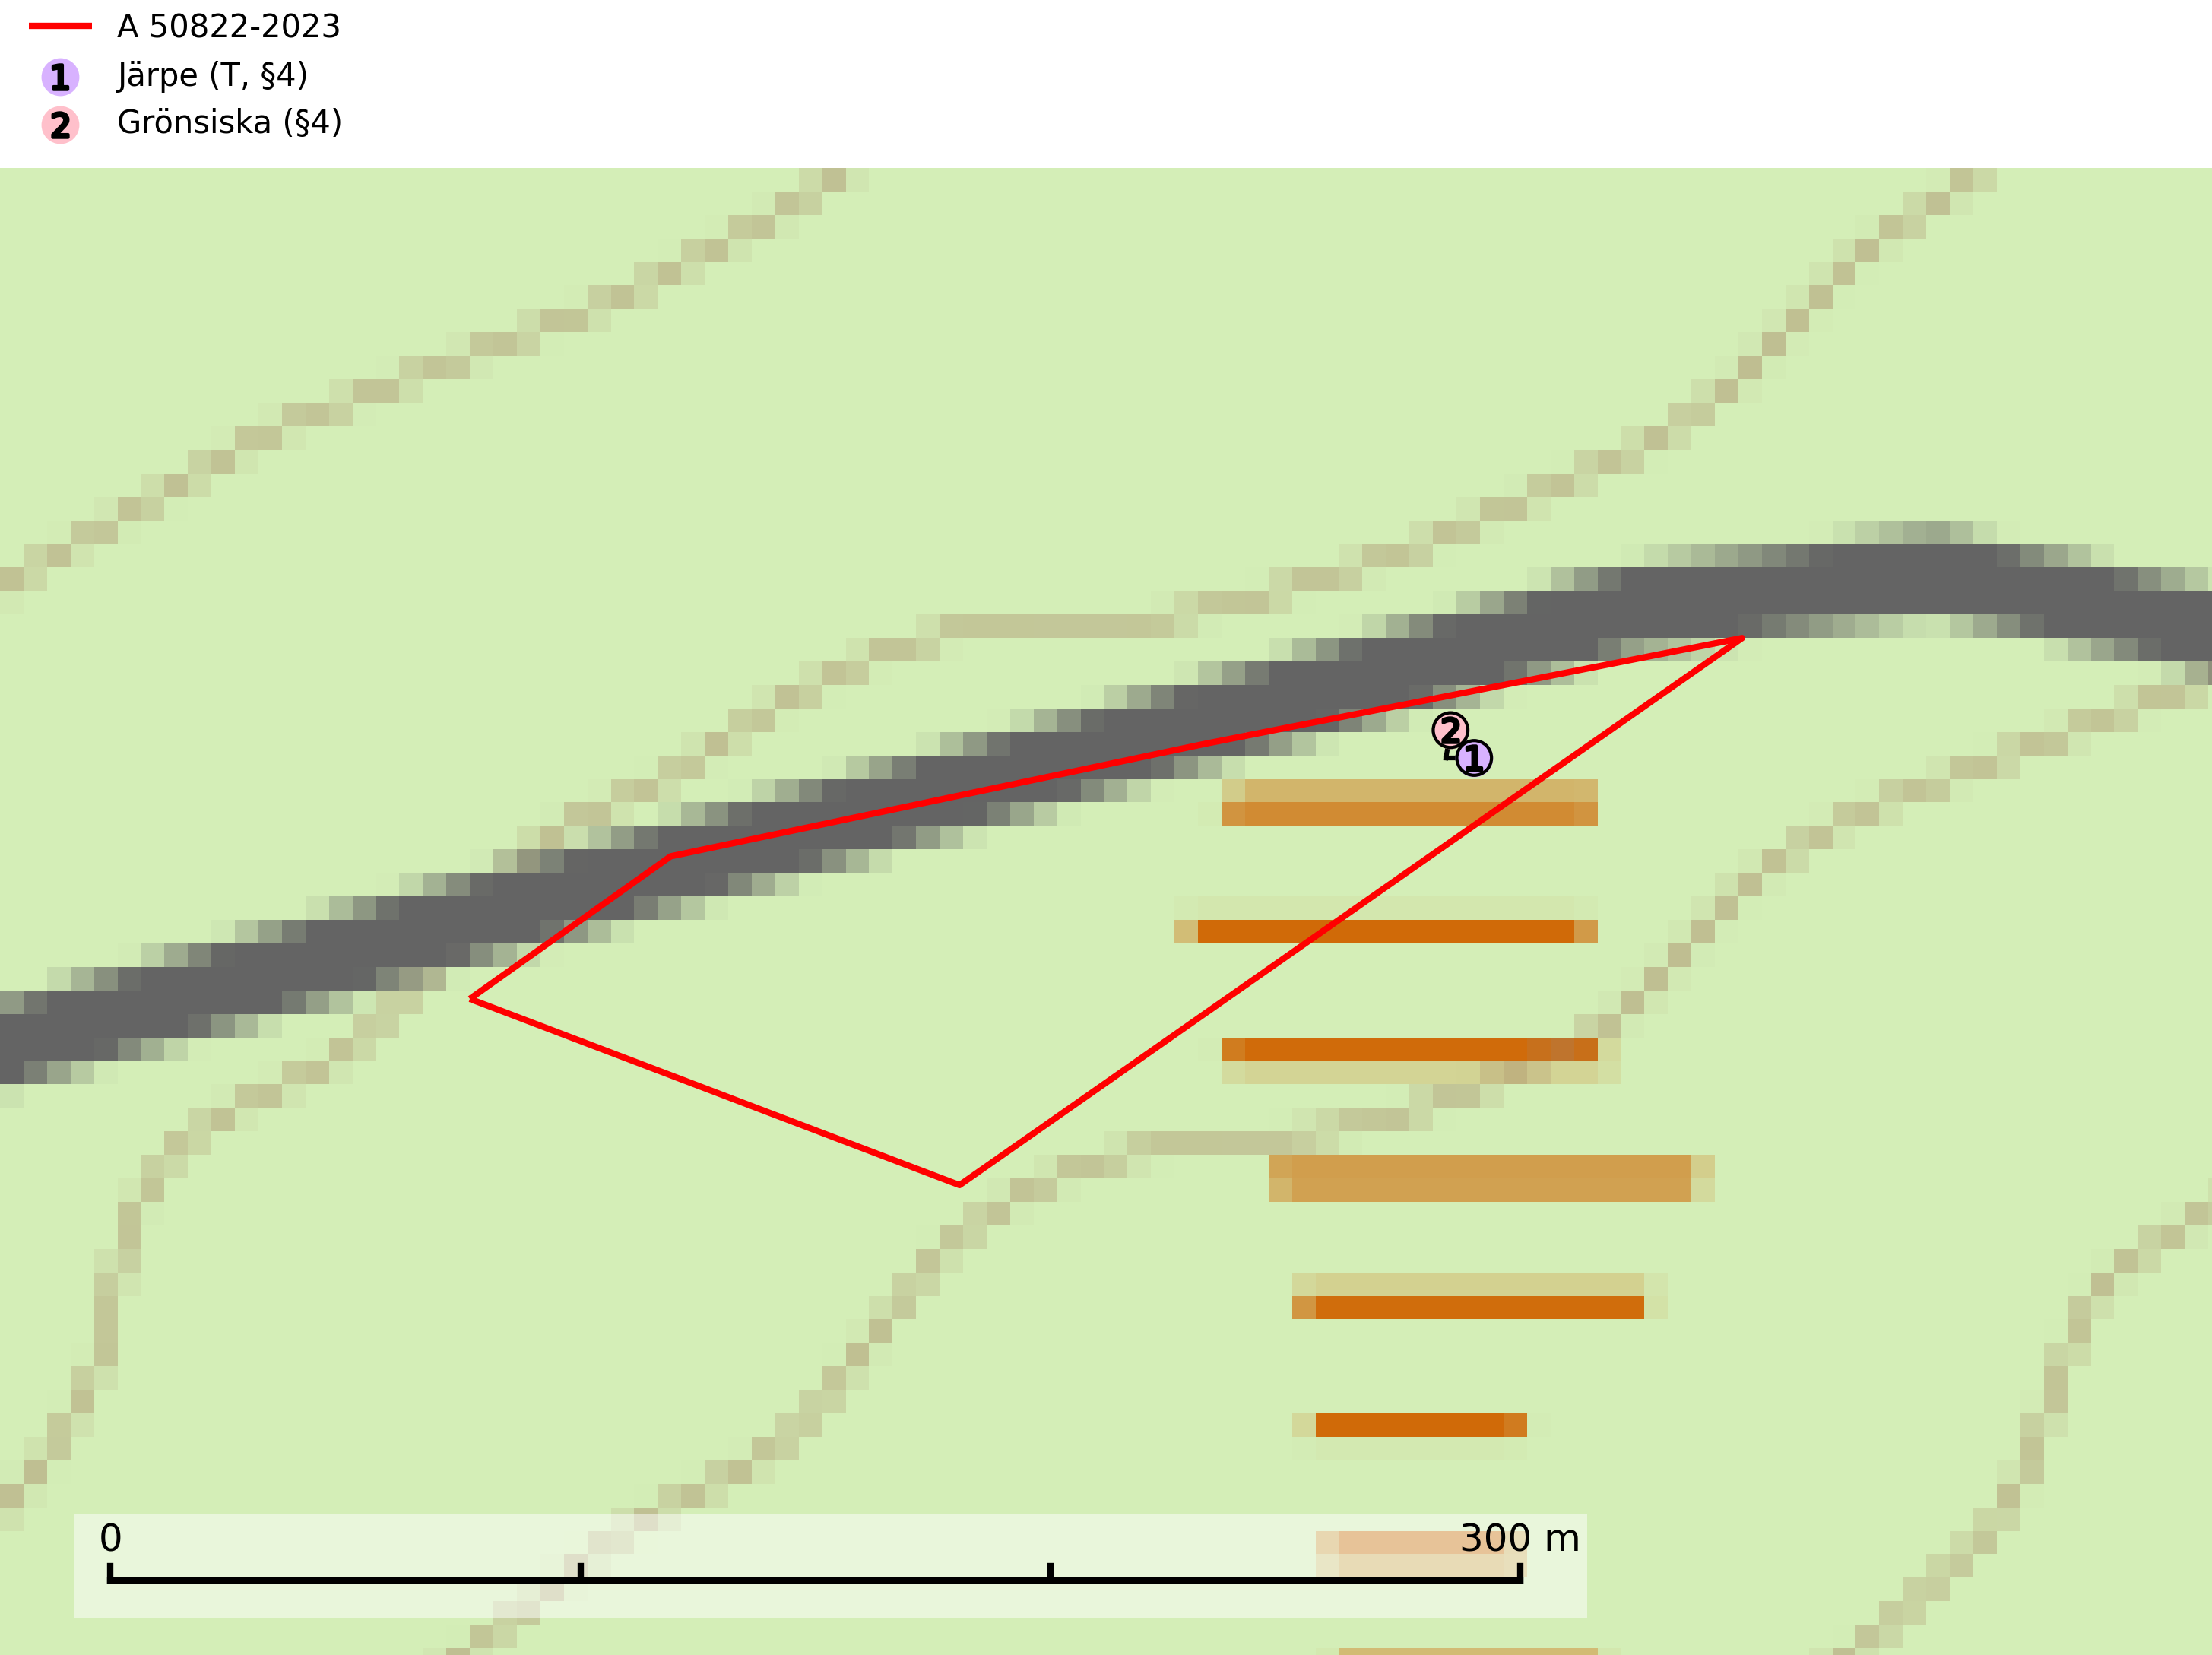 A 50822-2023
1 Järpe (T, §4)
2 Grönsiska (§4)
2
1
0 300 m